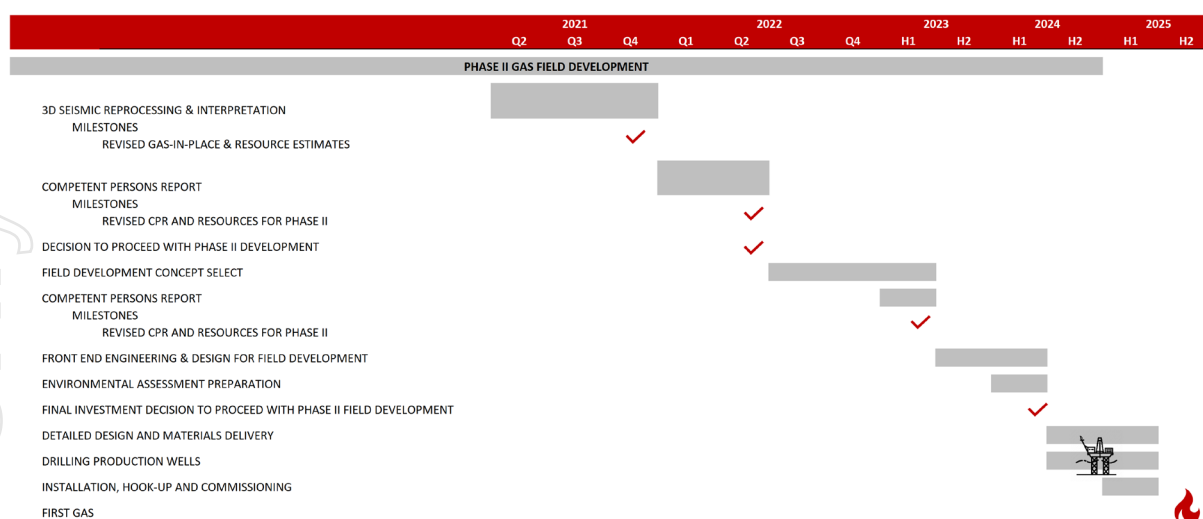 2021 2022 2023 2024 2025
Q2 Q3 Q4 Q1 Q2 Q3 Q4 H1 H2 H1 H2 H1 H2
PHASE II GAS FIELD DEVELOPMENT
3D SEISMIC REPROCESSING & INTERPRETATION
MILESTONES
REVISED GAS-IN-PLACE & RESOURCE ESTIMATES
COMPETENT PERSONS REPORT
MILESTONES
REVISED CPR AND RESOURCES FOR PHASE II
DECISION TO PROCEED WITH PHASE II DEVELOPMENT
FIELD DEVELOPMENT CONCEPT SELECT
COMPETENT PERSONS REPORT
MILESTONES
REVISED CPR AND RESOURCES FOR PHASE II
FRONT END ENGINEERING & DESIGN FOR FIELD DEVELOPMENT
ENVIRONMENTAL ASSESSMENT PREPARATION
FINAL INVESTMENT DECISION TO PROCEED WITH PHASE II FIELD DEVELOPMENT
DETAILED DESIGN AND MATERIALS DELIVERY
DRILLING PRODUCTION WELLS
INSTALLATION, HOOK-UP AND COMMISSIONING
FIRST GAS